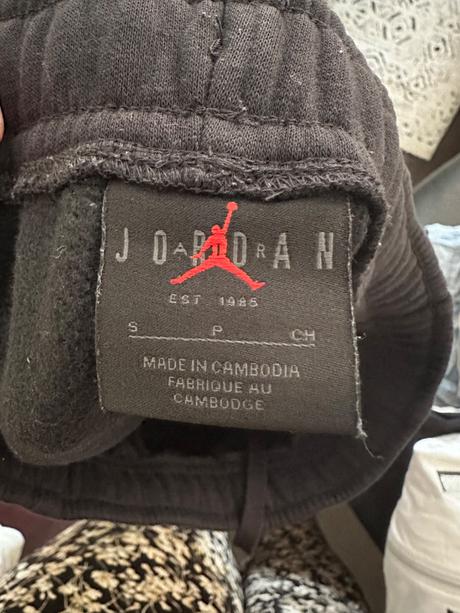 JORDAN
AIR
EST 1985
S P CH
MADE IN CAMBODIA
FABRIQUE AU
CAMBODGE